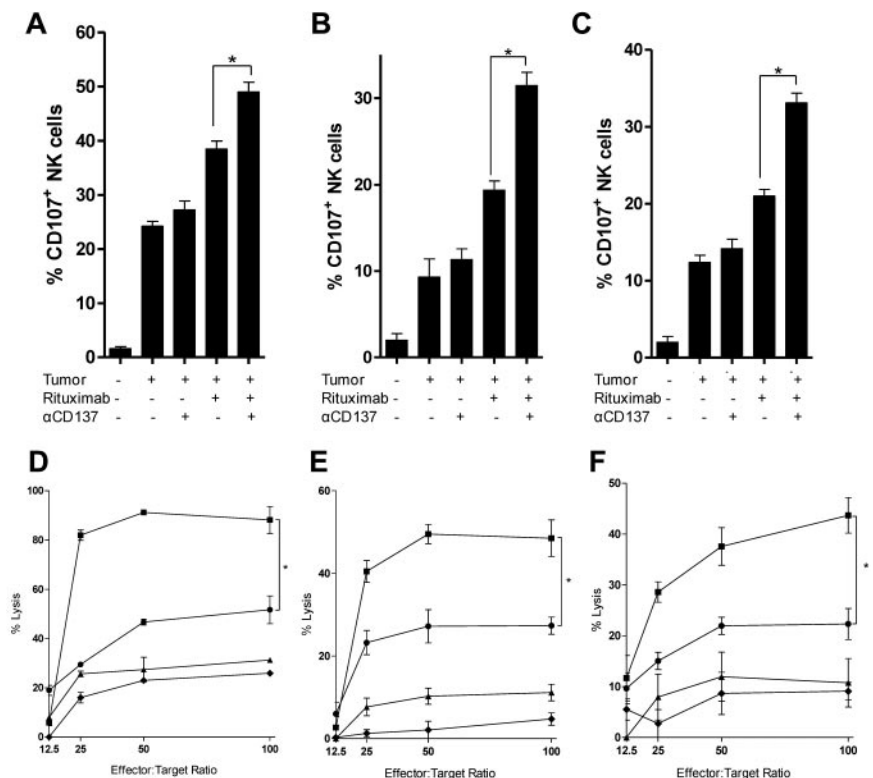 A
B
C
% CD107+ NK cells
60
50
40
30
20
10
0
*
Tumor - + + + +
Rituximab - - - + +
αCD137 - - + - +
% CD107+ NK cells
30
20
10
0
*
Tumor - + + + +
Rituximab - - - + +
αCD137 - - + - +
% CD107+ NK cells
40
30
20
10
0
*
Tumor - + + + +
Rituximab - - - + +
αCD137 - - + - +
D
E
F
% Lysis
100
80
60
40
20
0
*
12.5 25 50 100
Effector:Target Ratio
% Lysis
60
40
20
0
*
12.5 25 50 100
Effector:Target Ratio
% Lysis
50
40
30
20
10
0
*
12.5 25 50 100
Effector:Target Ratio